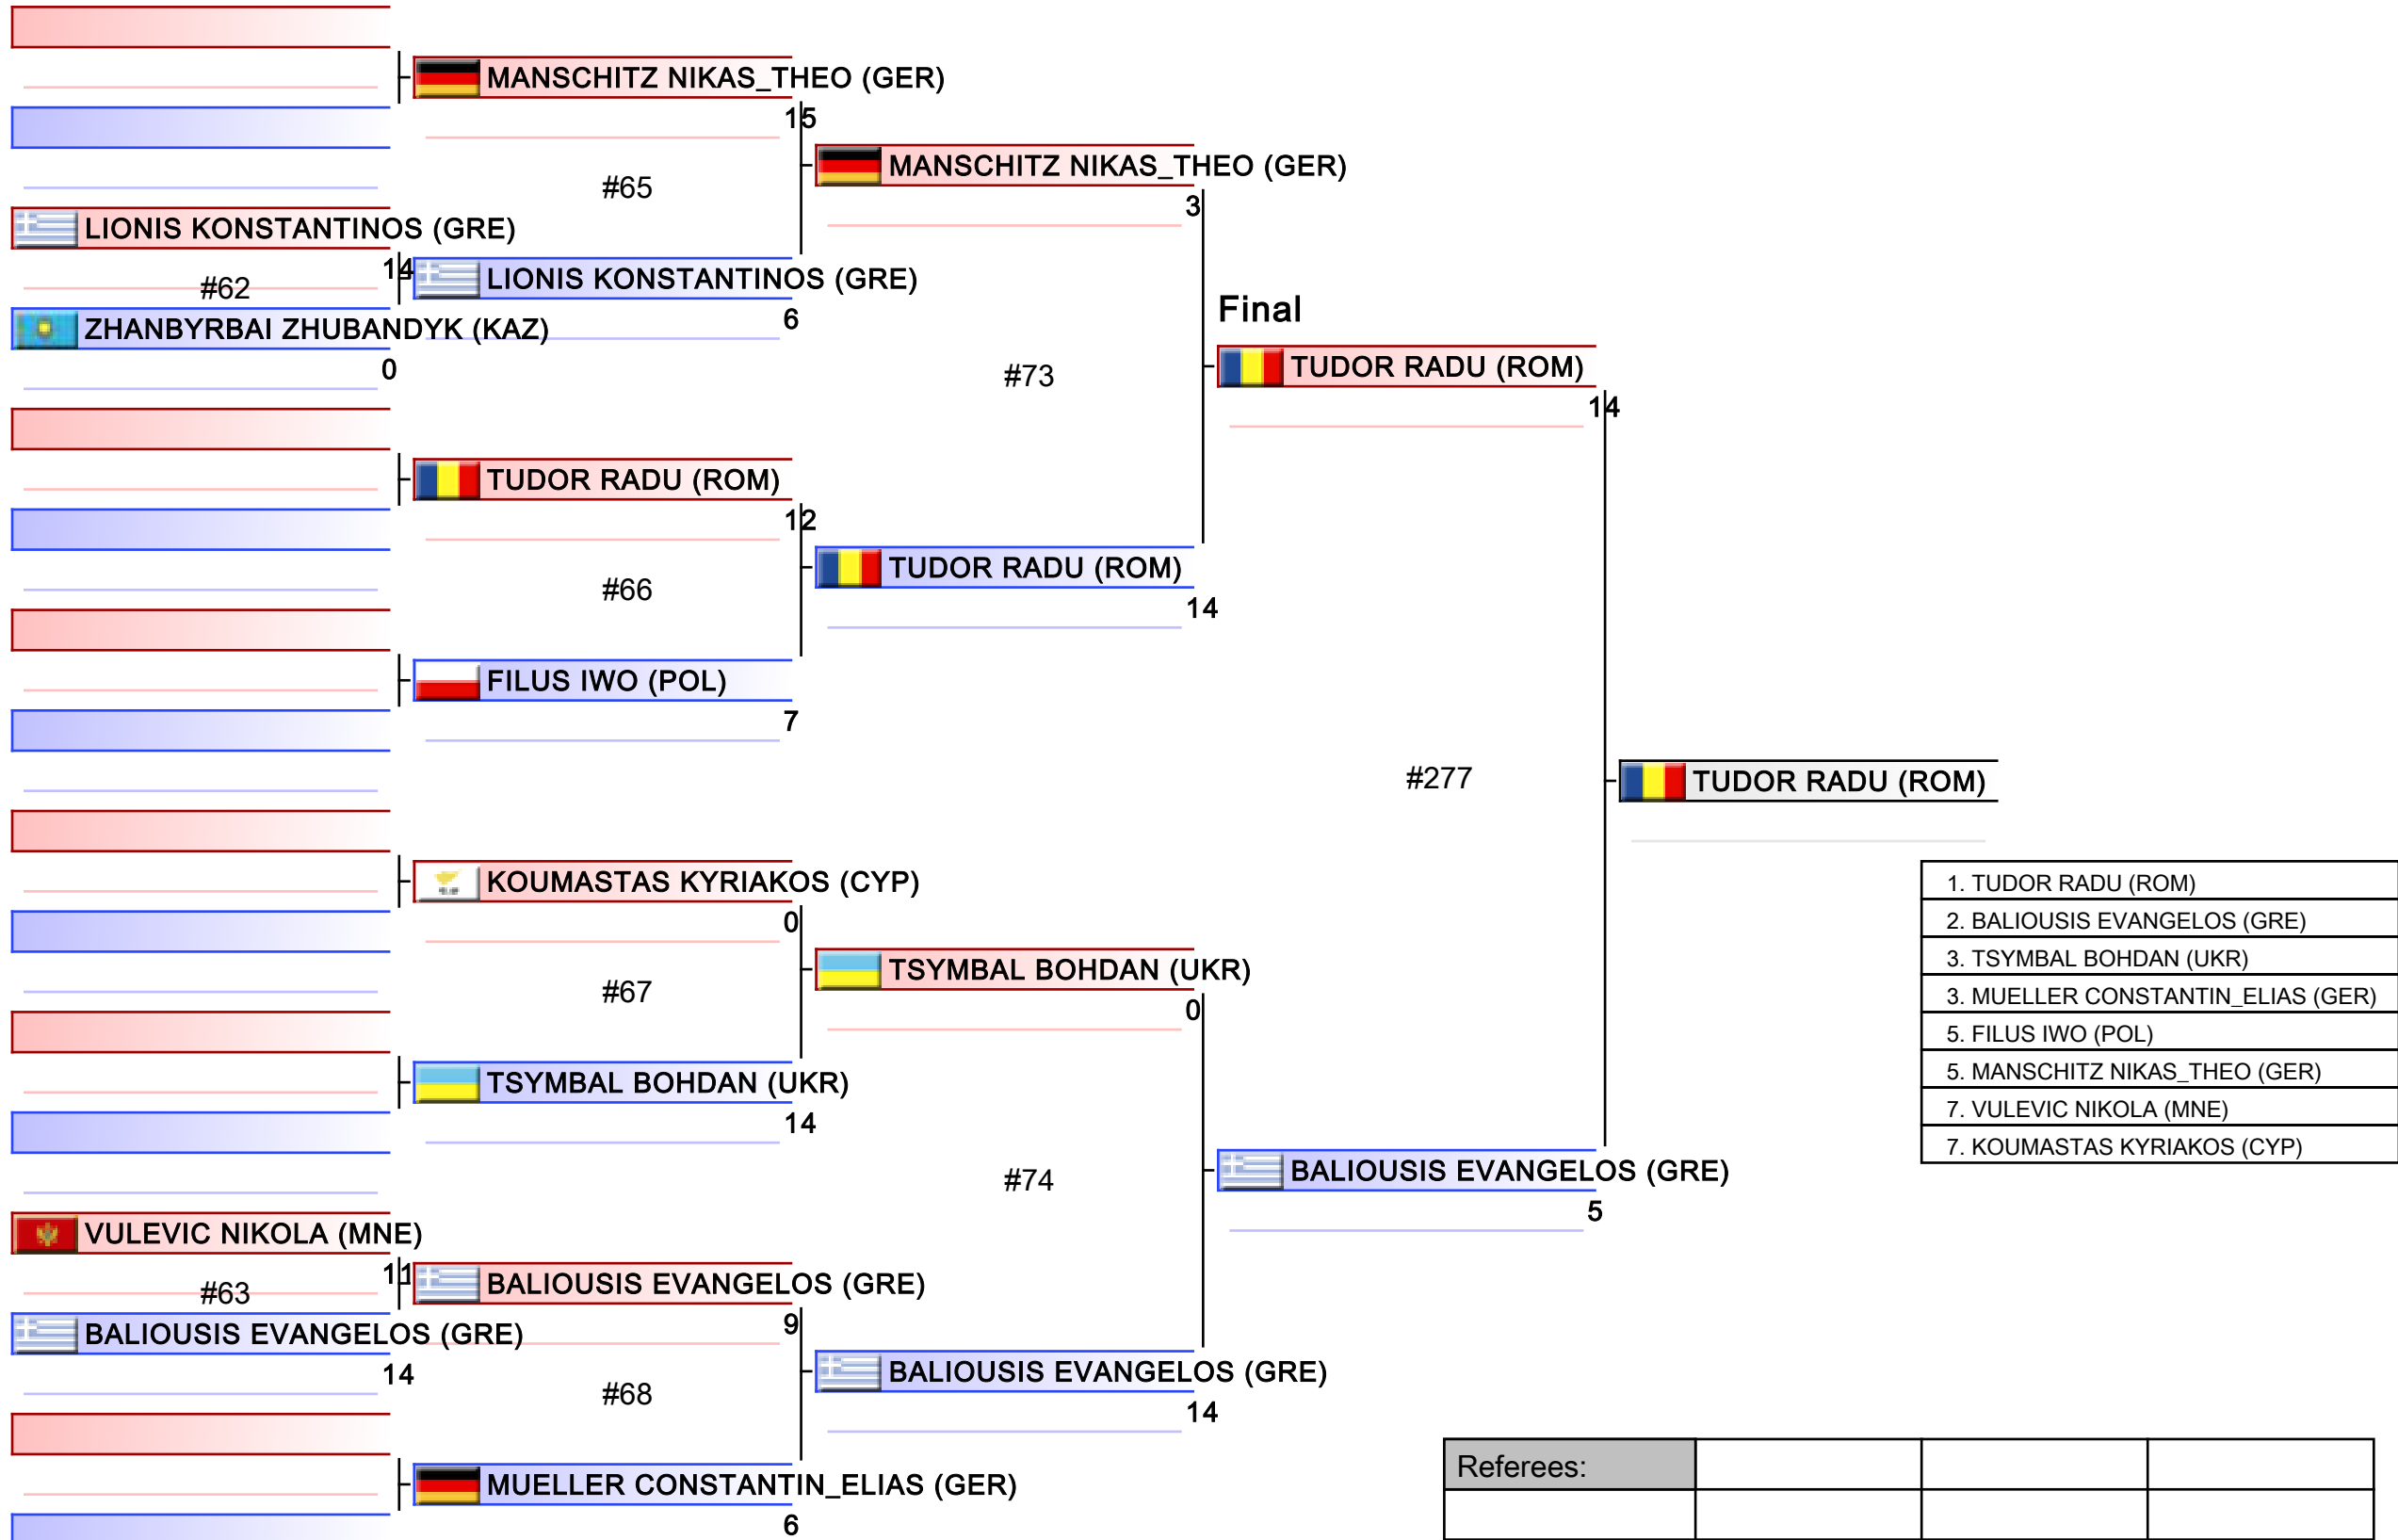 MANSCHITZ NIKAS_THEO (GER)
15
#65
MANSCHITZ NIKAS_THEO (GER)
3
LIONIS KONSTANTINOS (GRE)
14
#62
LIONIS KONSTANTINOS (GRE)
6
ZHANBYRBAI ZHUBANDYK (KAZ)
0
Final
#73
TUDOR RADU (ROM)
14
TUDOR RADU (ROM)
12
#66
TUDOR RADU (ROM)
14
FILUS IWO (POL)
7
#277
TUDOR RADU (ROM)
KOUMASTAS KYRIAKOS (CYP)
0
#67
TSYMBAL BOHDAN (UKR)
0
TSYMBAL BOHDAN (UKR)
14
#74
BALIOUSIS EVANGELOS (GRE)
5
VULEVIC NIKOLA (MNE)
11
#63
BALIOUSIS EVANGELOS (GRE)
9
BALIOUSIS EVANGELOS (GRE)
14
#68
BALIOUSIS EVANGELOS (GRE)
14
MUELLER CONSTANTIN_ELIAS (GER)
6
1. TUDOR RADU (ROM)
2. BALIOUSIS EVANGELOS (GRE)
3. TSYMBAL BOHDAN (UKR)
3. MUELLER CONSTANTIN_ELIAS (GER)
5. FILUS IWO (POL)
5. MANSCHITZ NIKAS_THEO (GER)
7. VULEVIC NIKOLA (MNE)
7. KOUMASTAS KYRIAKOS (CYP)
Referees: